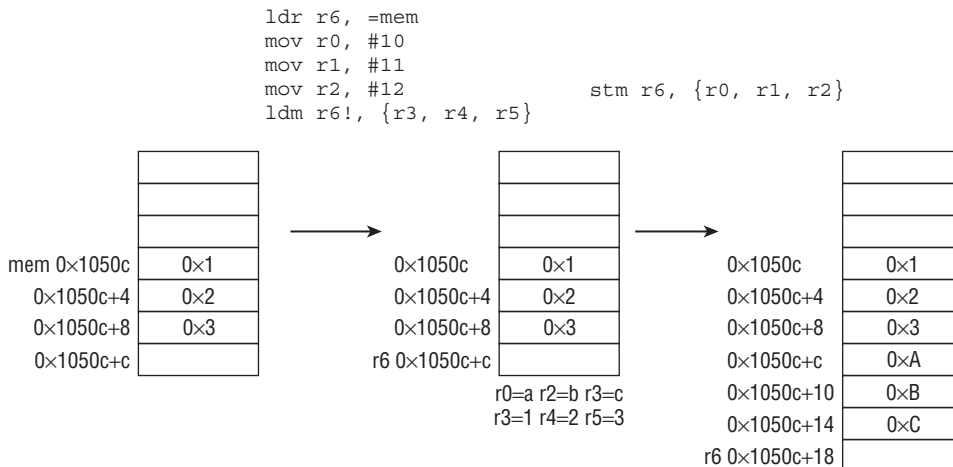 ldr r6, =mem
mov r0, #10
mov r1, #11
mov r2, #12
stm r6, {r0, r1, r2}
ldm r6!, {r3, r4, r5}
mem 0×1050c
0×1
0×1050c+4
0×2
0×1050c+8
0×3
0×1050c+c
0×1050c
0×1
0×1050c+4
0×2
0×1050c+8
0×3
r6 0×1050c+c
r0=a r2=b r3=c
r3=1 r4=2 r5=3
0×1050c
0×1
0×1050c+4
0×2
0×1050c+8
0×3
0×1050c+c
0×A
0×1050c+10
0×B
0×1050c+14
0×C
r6 0×1050c+18